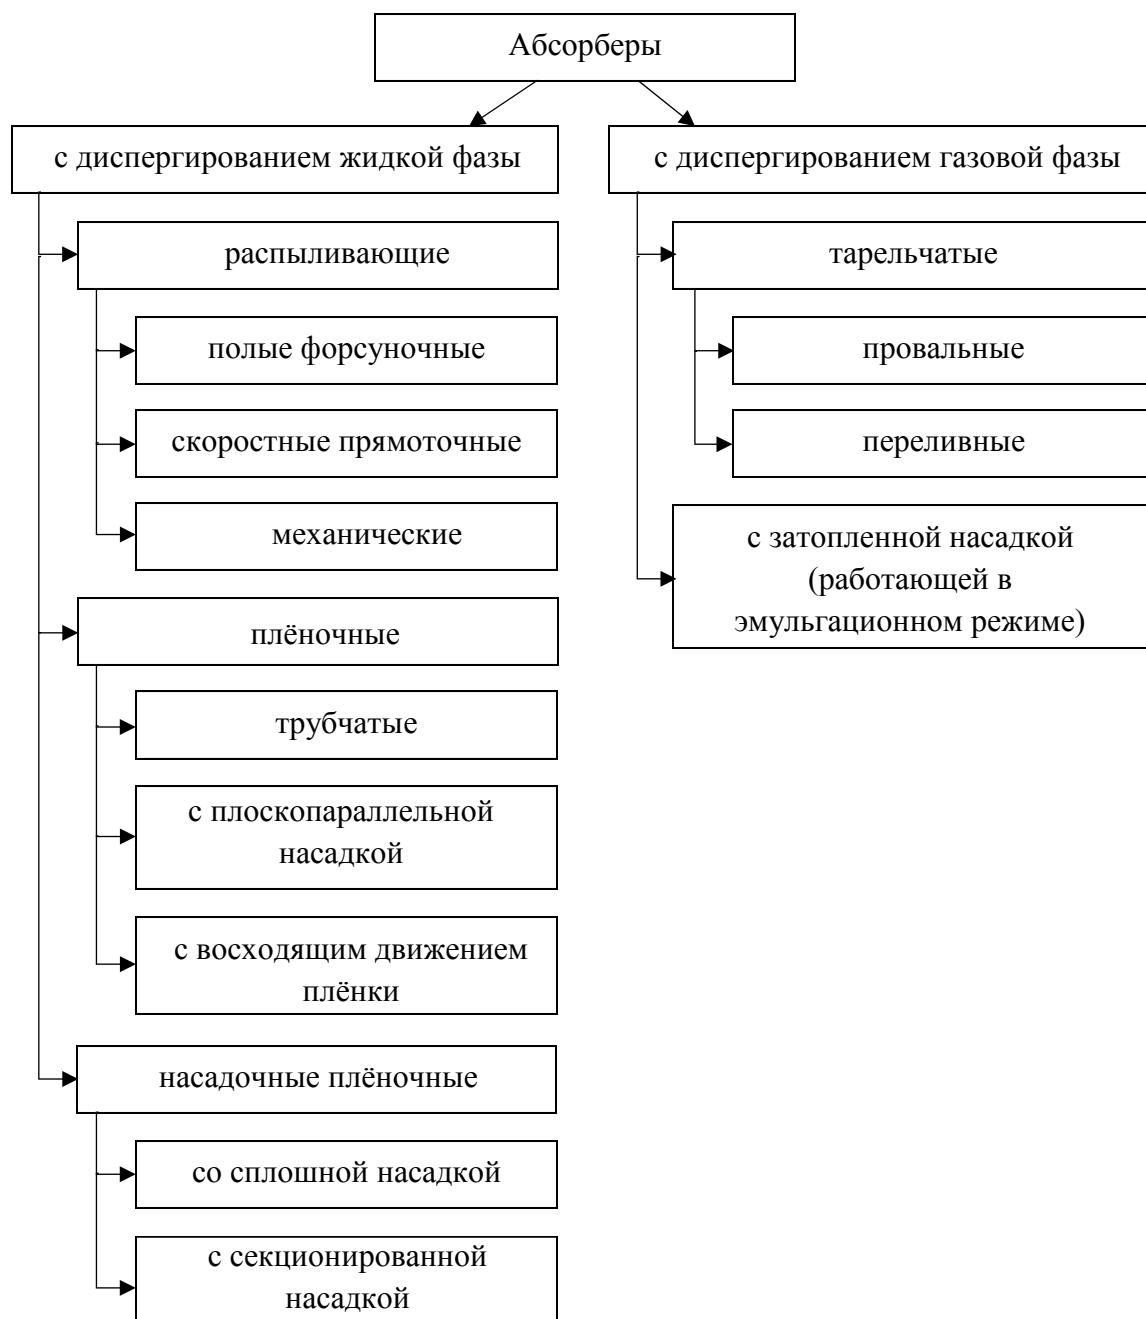 Абсорберы
с диспергированием жидкой фазы
распыливающие
полые форсуночные
скоростные прямоточные
механические
плёночные
трубчатые
с плоскопараллельной
насадкой
с восходящим движением
плёнки
насадочные плёночные
со сплошной насадкой
с секционированной
насадкой
с диспергированием газовой фазы
тарельчатые
провальные
переливные
с затопленной насадкой
(работающей в
эмульгационном режиме)